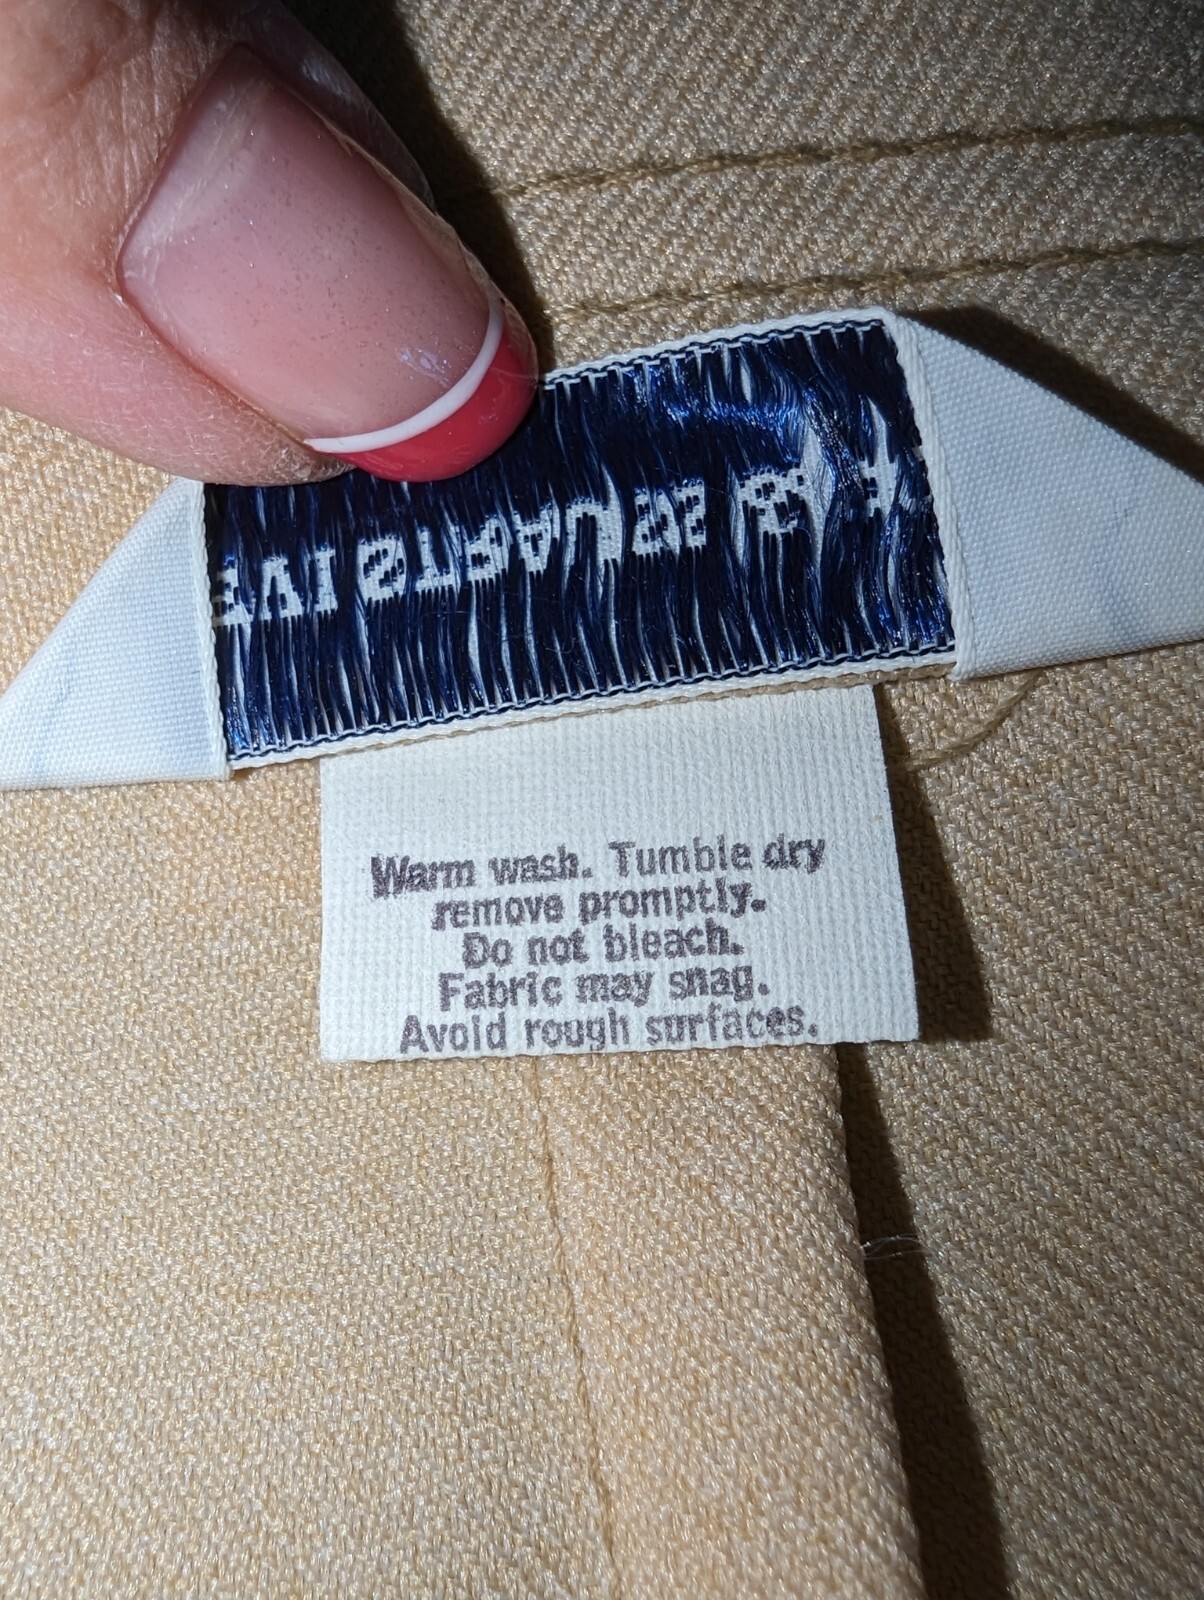 Warm wash. Tumble dry
remove promptly.
Do not bleach.
Fabric may snag.
Avoid rough surfaces.